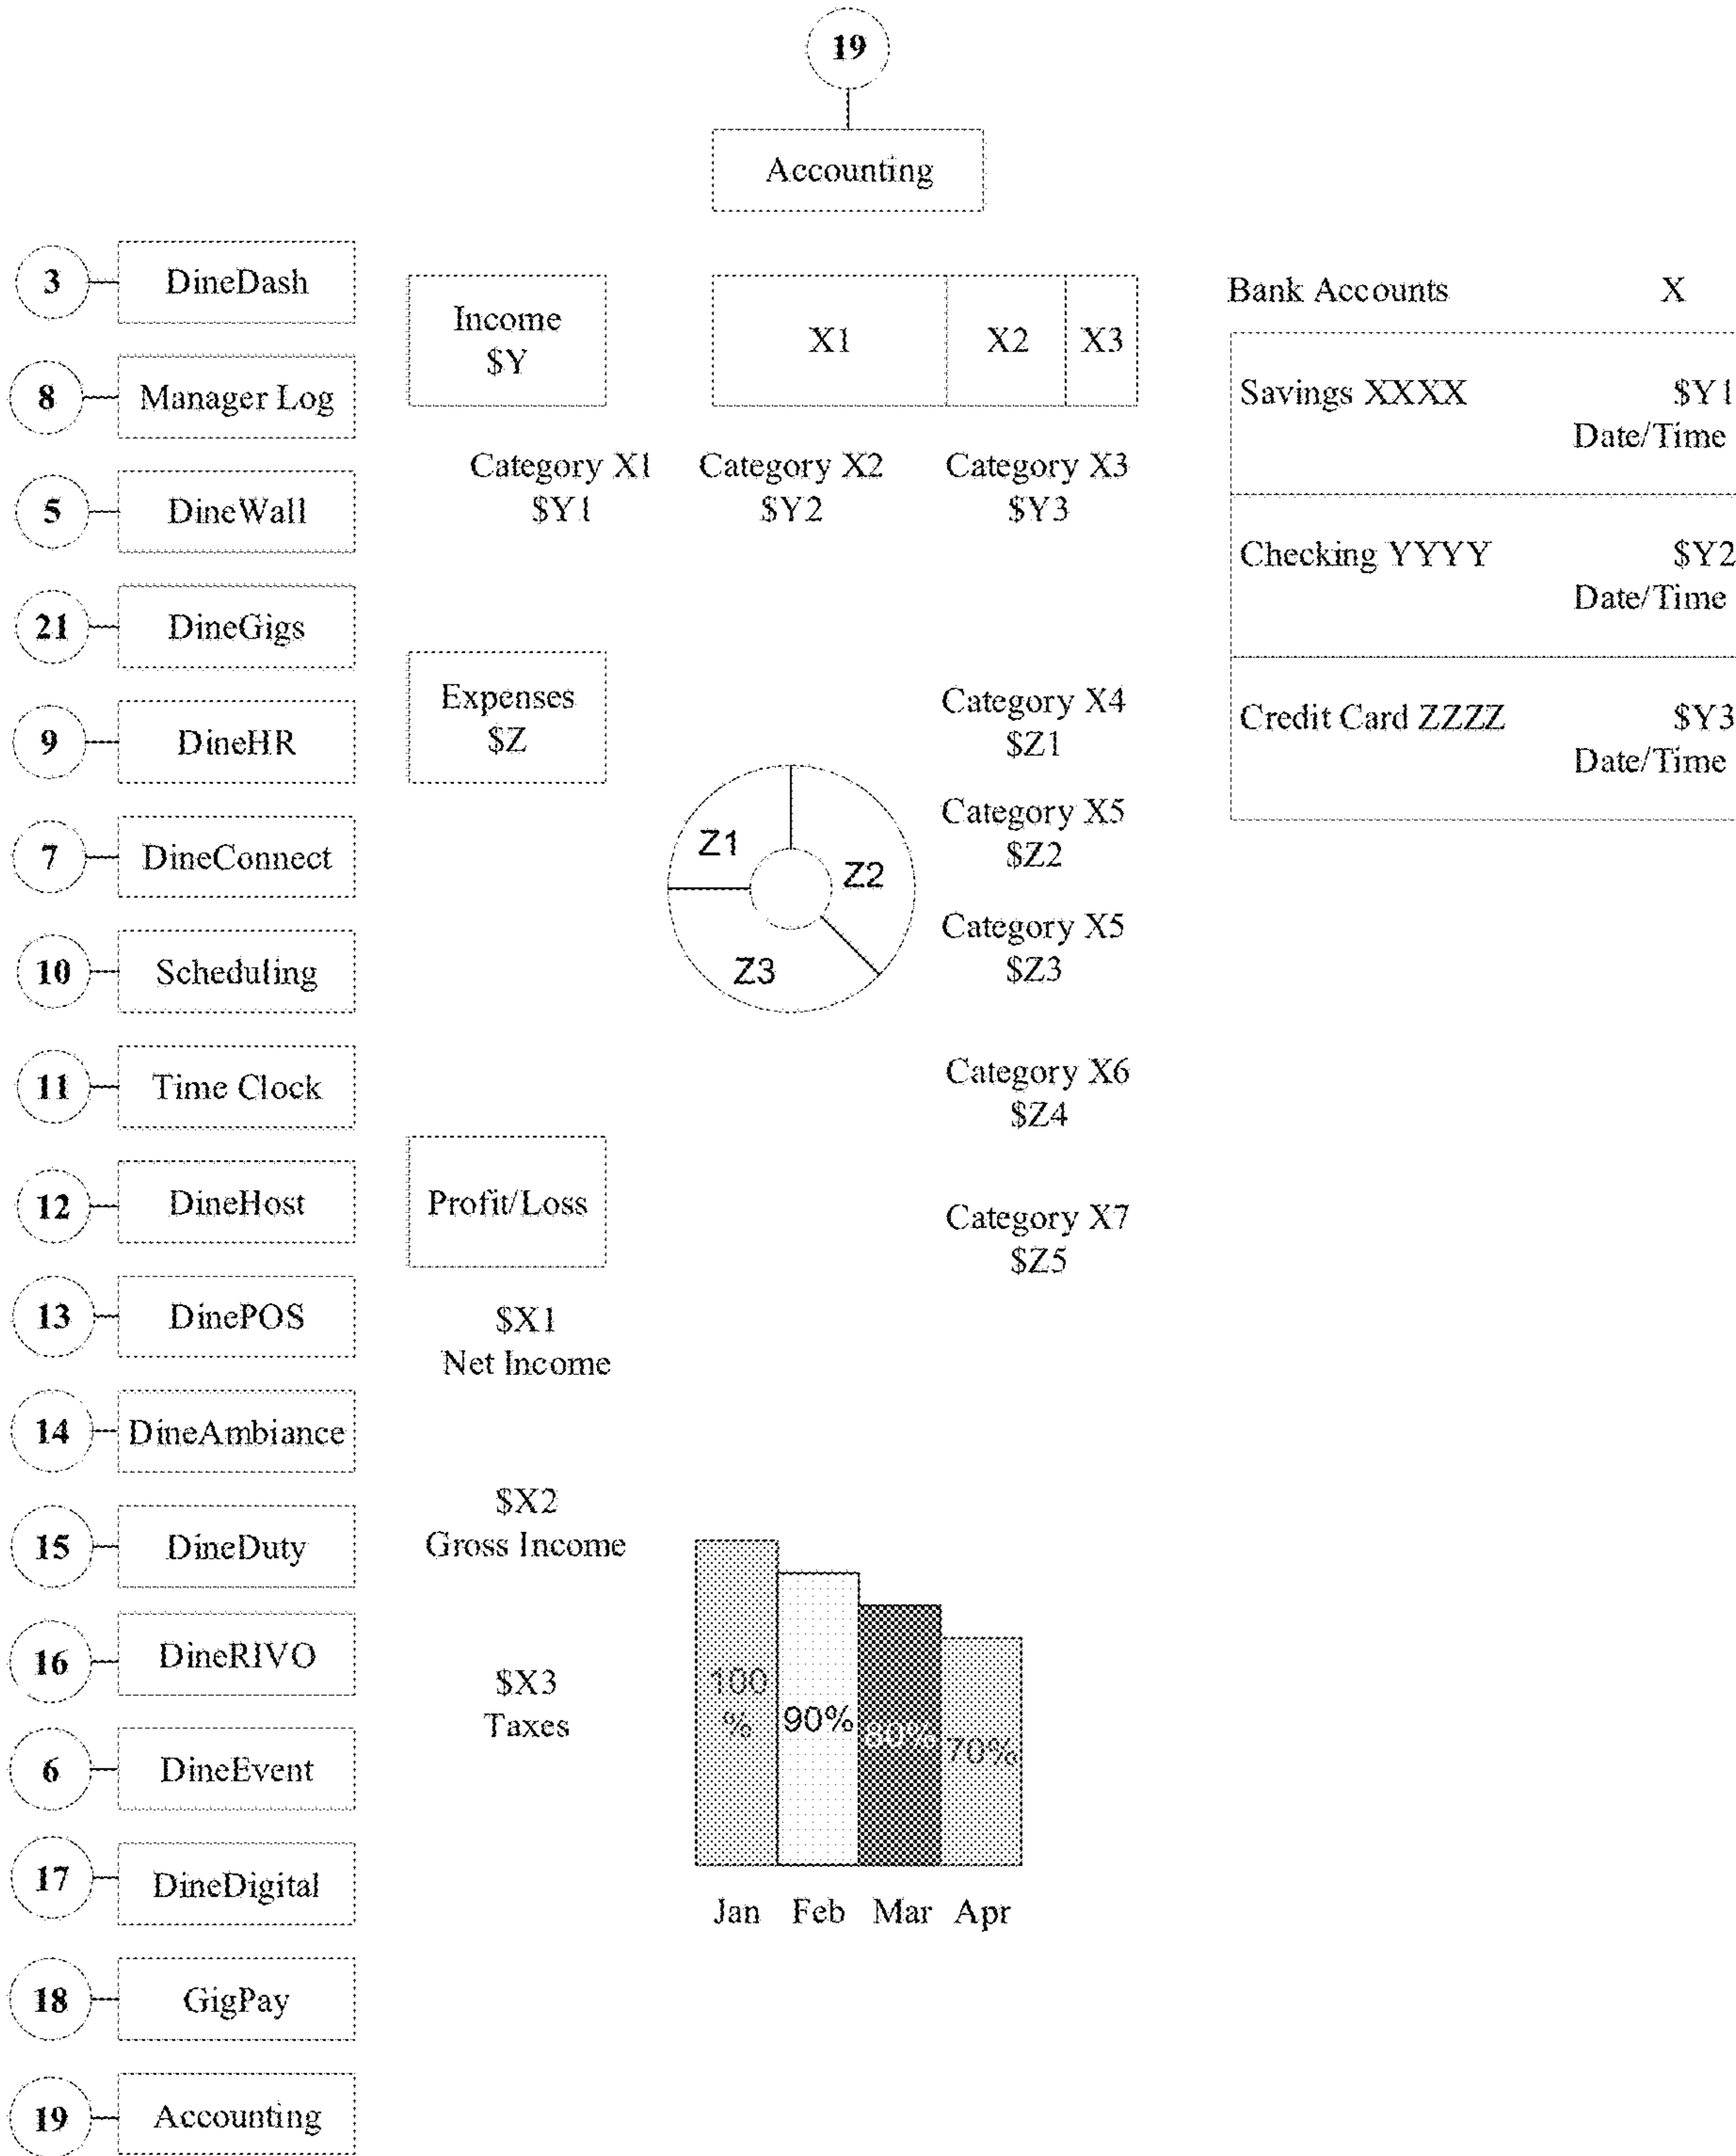 19
Accounting
3
DineDash
8
Manager Log
5
DineWall
21
DineGigs
9
DineHR
7
DineConnect
10
Scheduling
11
Time Clock
12
DineHost
13
DinePOS
14
DineAmbiance
15
DineDuty
16
DineRIVO
6
DineEvent
17
DineDigital
18
GigPay
19
Accounting
Income
$Y
X1 X2 X3
Category X1
$Y1
Category X2
$Y2
Category X3
$Y3
Expenses
$Z
Z1
Z2
Z3
Category X4
$Z1
Category X5
$Z2
Category X5
$Z3
Category X6
$Z4
Category X7
$Z5
Profit/Loss
$X1
Net Income
$X2
Gross Income
$X3
Taxes
100
%
90%
80%
70%
Jan Feb Mar Apr
Bank Accounts X
Savings XXXX $Y1
Date/Time
Checking YYYY $Y2
Date/Time
Credit Card ZZZZ $Y3
Date/Time